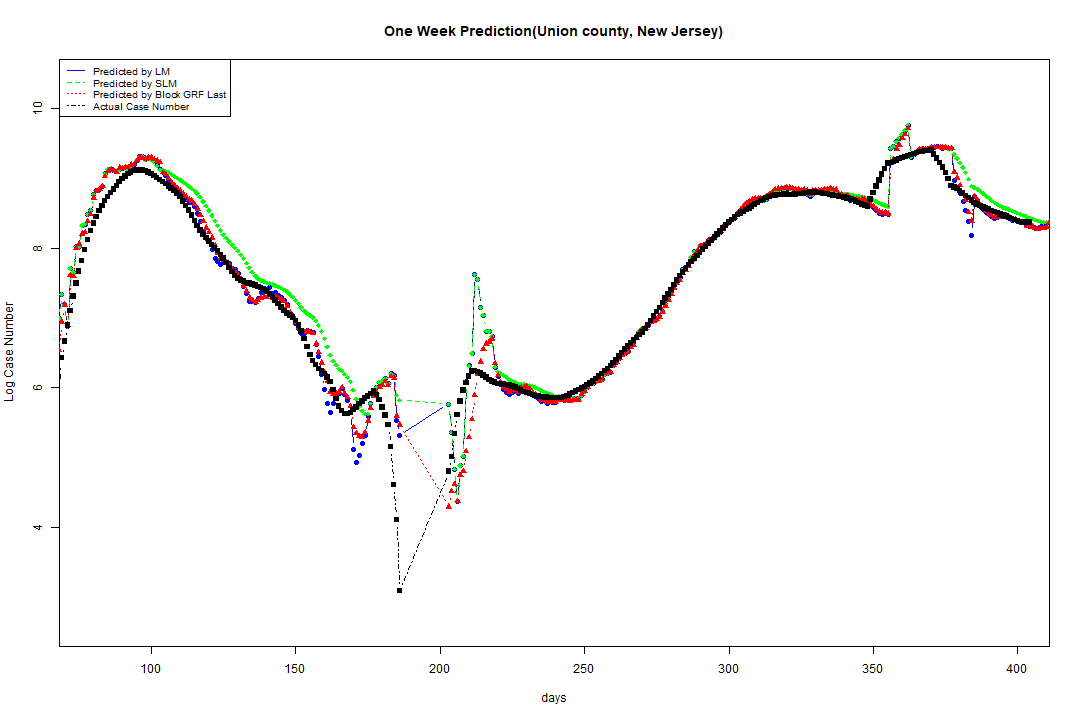 One Week Prediction(Union county, New Jersey)
Predicted by LM
Predicted by SLM
Predicted by Block GRF Last
Actual Case Number
10
8
6
4
Log Case Number
100 150 200 250 300 350 400
days